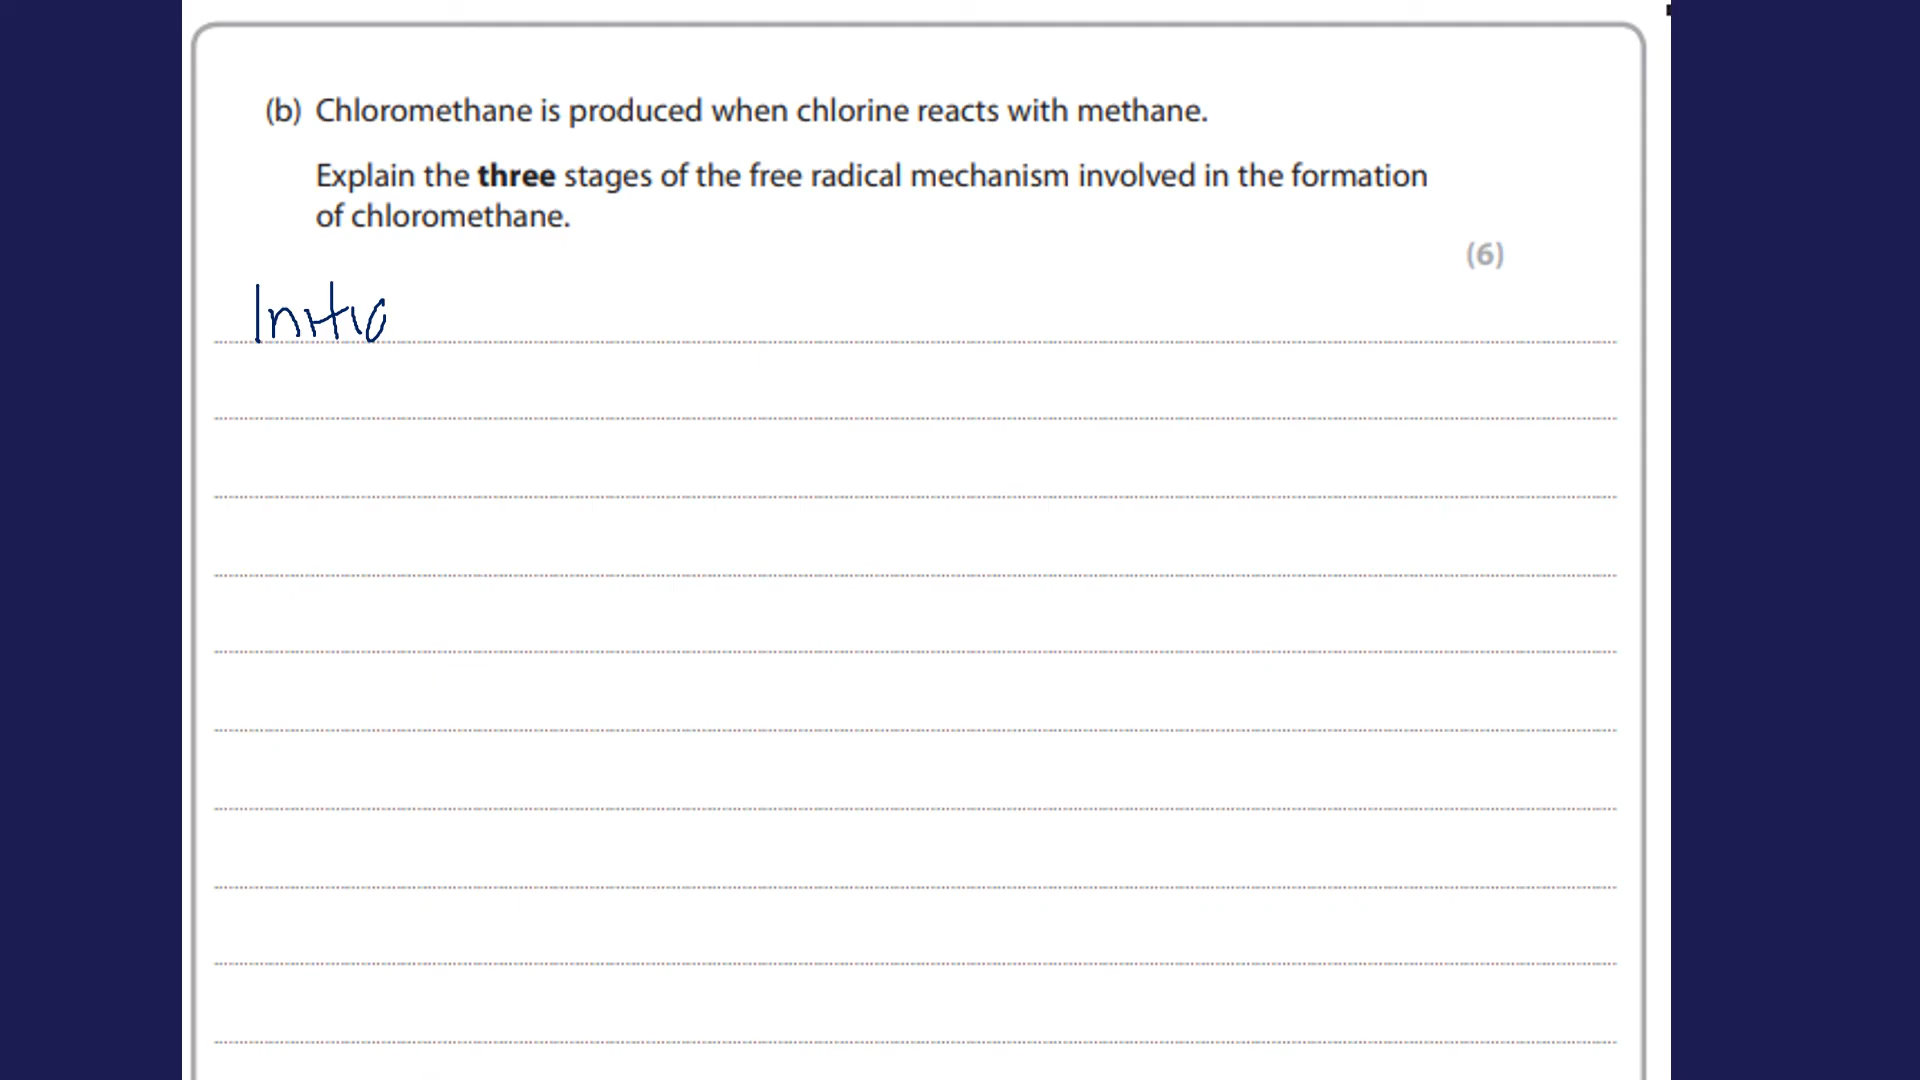 (b) Chloromethane is produced when chlorine reacts with methane.
Explain the three stages of the free radical mechanism involved in the formation
of chloromethane.
(6)
Initia